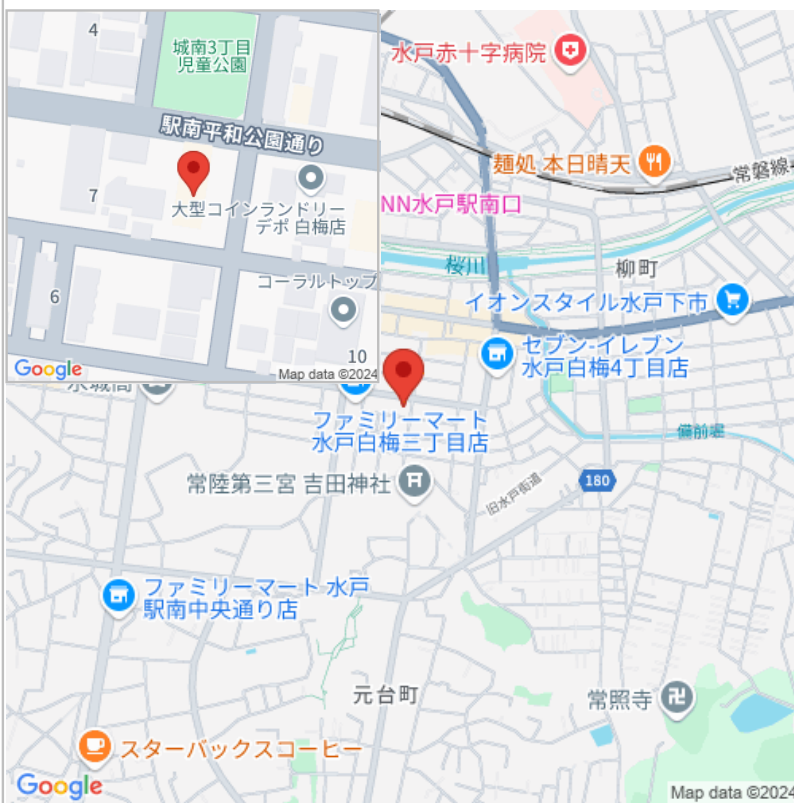 4
城南3丁目
児童公園
駅南平和公園通り
7
大型コインランドリー
デポ 白梅店
6
コーラルトップ
10
Google
Map data ©2024
水戸赤十字病院
麺処 本日晴天
常磐線
NN水戸駅南口
桜川
柳町
イオンスタイル水戸下市
セブン-イレブン
水戸白梅4丁目店
ファミリーマート
水戸白梅三丁目店
備前堀
常陸第三宮 吉田神社
180
旧水戸街道
ファミリーマート 水戸
駅南中央通り店
元台町
常照寺
スターバックスコーヒー
Google
Map data ©2024